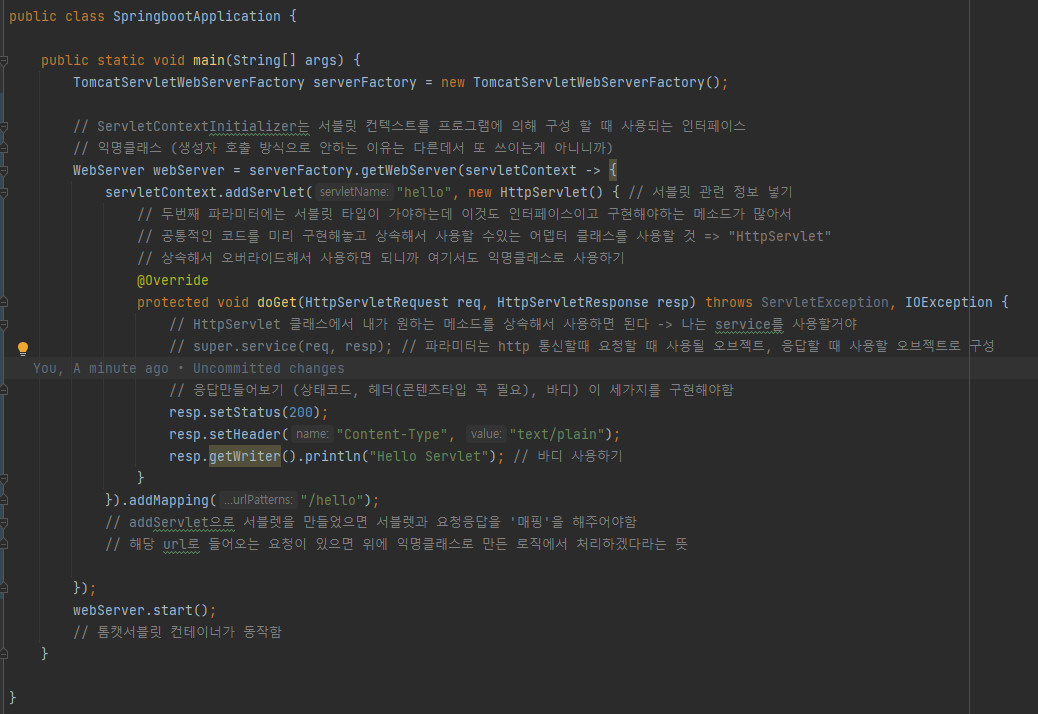 public class SpringbootApplication {
public static void main(String[] args) {
TomcatServletWebServerFactory serverFactory = new TomcatServletWebServerFactory();
// ServletContextInitializer는 서블릿 컨텍스트를 프로그램에 의해 구성 할 때 사용되는 인터페이스
// 익명클래스 (생성자 호출 방식으로 안하는 이유는 다른데서 또 쓰이는게 아니니까)
WebServer webServer = serverFactory.getWebServer(servletContext -> {
servletContext.addServlet( servletName: "hello", new HttpServlet() { // 서블릿 관련 정보 넣기
// 두번째 파라미터에는 서블릿 타입이 가야하는데 이것도 인터페이스이고 구현해야하는 메소드가 많아서
// 공통적인 코드를 미리 구현해놓고 상속해서 사용할 수있는 어뎁터 클래스를 사용할 것 => "HttpServlet"
// 상속해서 오버라이드해서 사용하면 되니까 여기서도 익명클래스로 사용하기
@Override
protected void doGet(HttpServletRequest req, HttpServletResponse resp) throws ServletException, IOException {
// HttpServlet 클래스에서 내가 원하는 메소드를 상속해서 사용하면 된다 -> 나는 service를 사용할거야
// super.service(req, resp); // 파라미터는 http 통신할때 요청할 때 사용될 오브젝트, 응답할 때 사용할 오브젝트로 구성
You, A minute ago • Uncommitted changes
// 응답만들어보기 (상태코드, 헤더(콘텐츠타입 꼭 필요), 바디) 이 세가지를 구현해야함
resp.setStatus(200);
resp.setHeader( name: "Content-Type", value: "text/plain");
resp.getWriter().println("Hello Servlet"); // 바디 사용하기
}
}).addMapping( ...urlPatterns: "/hello");
// addServlet으로 서블렛을 만들었으면 서블렛과 요청응답을 '매핑'을 해주어야함
// 해당 url로 들어오는 요청이 있으면 위에 익명클래스로 만든 로직에서 처리하겠다라는 뜻
});
webServer.start();
// 톰캣서블릿 컨테이너가 동작함
}
}